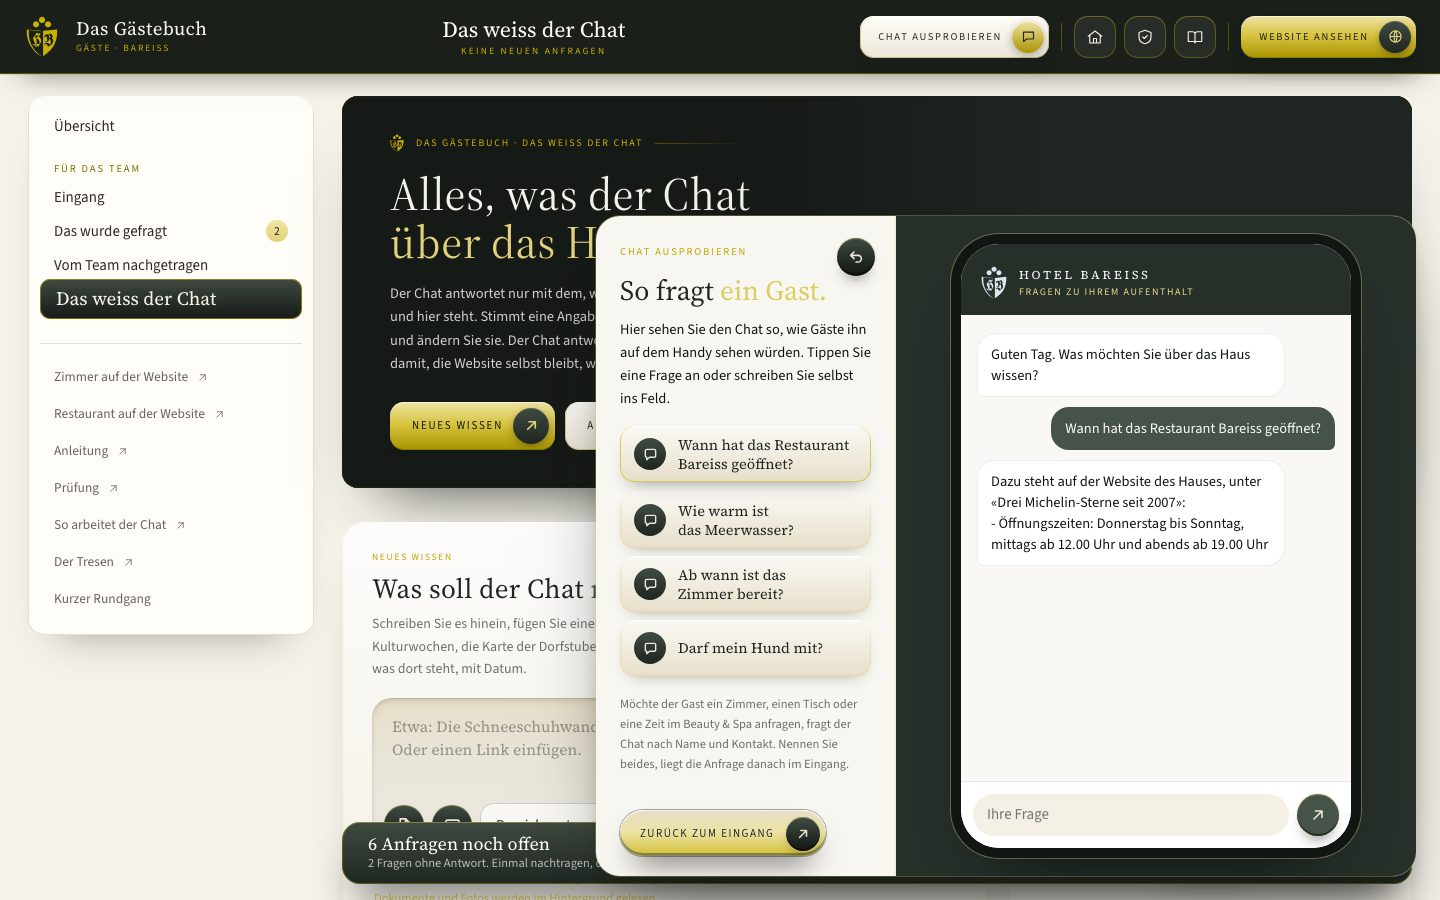 Das Gästebuch
GÄSTE · BAREISS
Das weiss der Chat
KEINE NEUEN ANFRAGEN
CHAT AUSPROBIEREN
WEBSITE ANSEHEN
Übersicht
FÜR DAS TEAM
Eingang
Das wurde gefragt
2
Vom Team nachgetragen
Das weiss der Chat
Zimmer auf der Website
Restaurant auf der Website
Anleitung
Prüfung
So arbeitet der Chat
Der Tresen
Kurzer Rundgang
DAS GÄSTEBUCH · DAS WEISS DER CHAT
Alles, was der Chat
über das H
Der Chat antwortet nur mit dem, w
und hier steht. Stimmt eine Angab
und ändern Sie sie. Der Chat antw
damit, die Website selbst bleibt, w
NEUES WISSEN
A
NEUES WISSEN
Was soll der Chat
Schreiben Sie es hinein, fügen Sie eine
Kulturwochen, die Karte der Dorfstube
was dort steht, mit Datum.
Etwa: Die Schneeschuhwand
Oder einen Link einfügen.
6 Anfragen noch offen
2 Fragen ohne Antwort. Einmal nachtragen,
Dokumente und Fotos werden im Hintergrund gelesen.
CHAT AUSPROBIEREN
So fragt ein Gast.
Hier sehen Sie den Chat so, wie Gäste ihn
auf dem Handy sehen würden. Tippen Sie
eine Frage an oder schreiben Sie selbst
ins Feld.
Wann hat das Restaurant
Bareiss geöffnet?
Wie warm ist
das Meerwasser?
Ab wann ist das
Zimmer bereit?
Darf mein Hund mit?
Möchte der Gast ein Zimmer, einen Tisch oder
eine Zeit im Beauty & Spa anfragen, fragt der
Chat nach Name und Kontakt. Nennen Sie
beides, liegt die Anfrage danach im Eingang.
ZURÜCK ZUM EINGANG
HOTEL BAREISS
FRAGEN ZU IHREM AUFENTHALT
Guten Tag. Was möchten Sie über das Haus
wissen?
Wann hat das Restaurant Bareiss geöffnet?
Dazu steht auf der Website des Hauses, unter
«Drei Michelin-Sterne seit 2007»:
- Öffnungszeiten: Donnerstag bis Sonntag,
mittags ab 12.00 Uhr und abends ab 19.00 Uhr
Ihre Frage